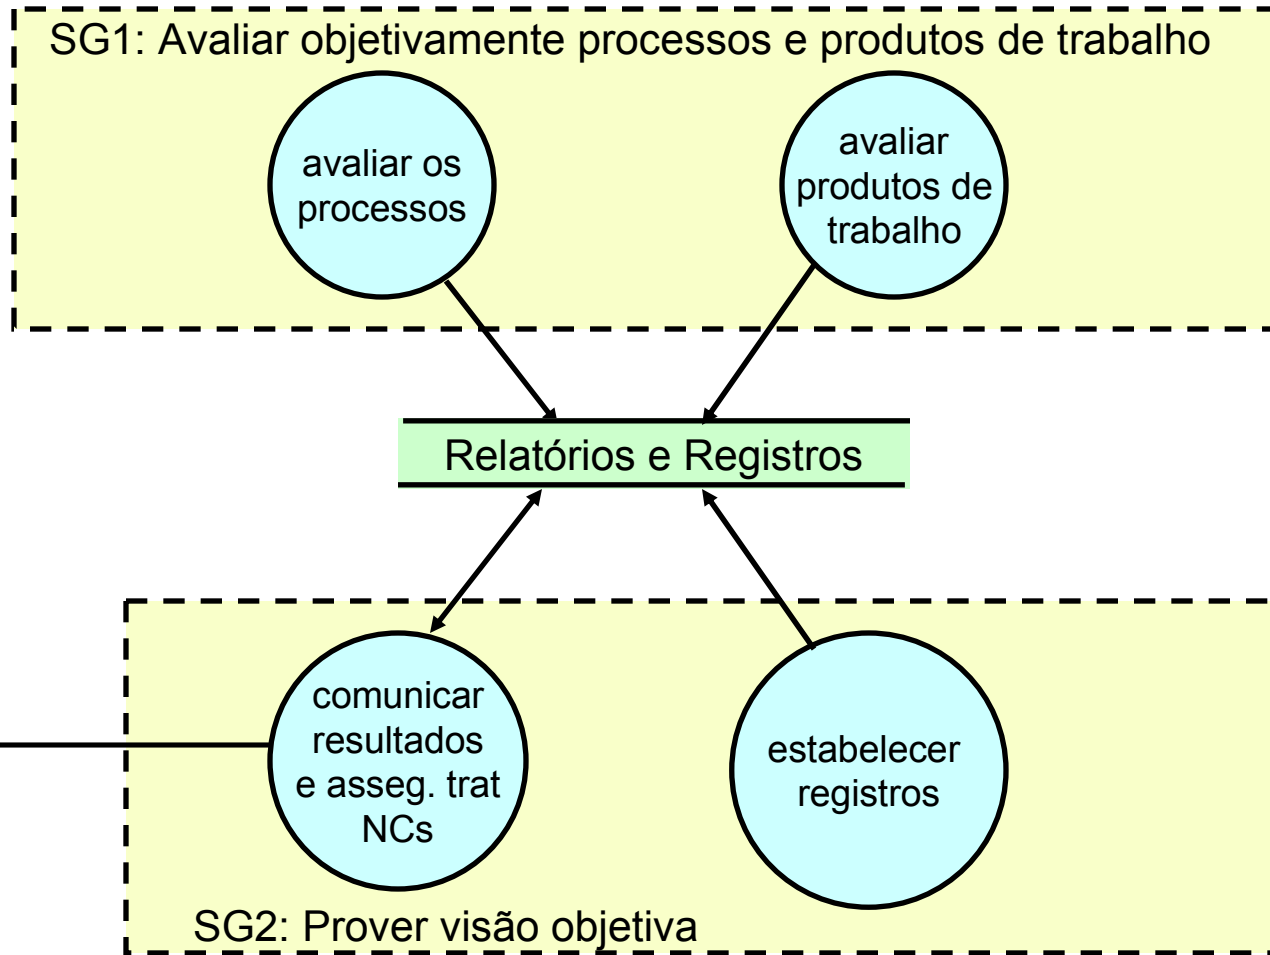 SG1: Avaliar objetivamente processos e produtos de trabalho
avaliar os
processos
avaliar
produtos de
trabalho
Relatórios e Registros
comunicar
resultados
e asseg. trat
NCs
estabelecer
registros
SG2: Prover visão objetiva